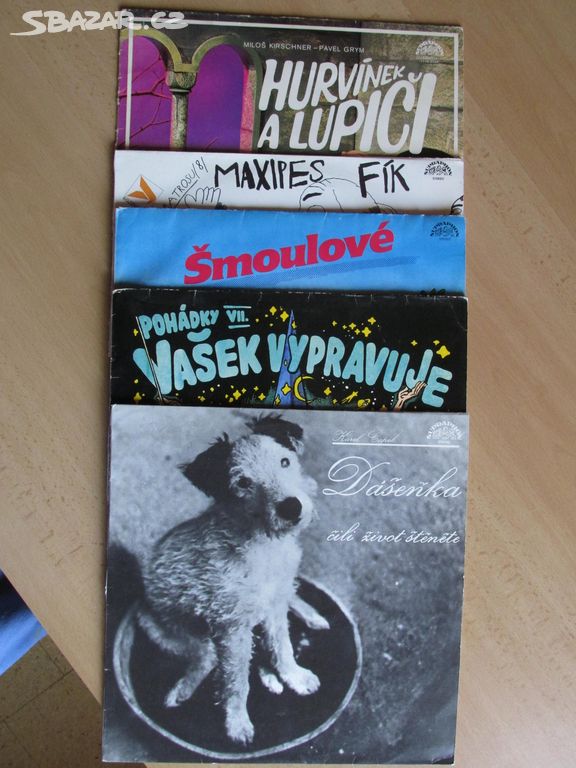 SBAZAR.CZ
MILOŠ KIRSCHNER – PAVEL GRYM
HURVÍNEK
A LUPIČI
MAXIPES FÍK
Šmoulové
POHÁDKY VII.
VAŠEK VYPRAVUJE
SUPRAPHON
Karel Čapek
Dášeňka
čili život štěněte